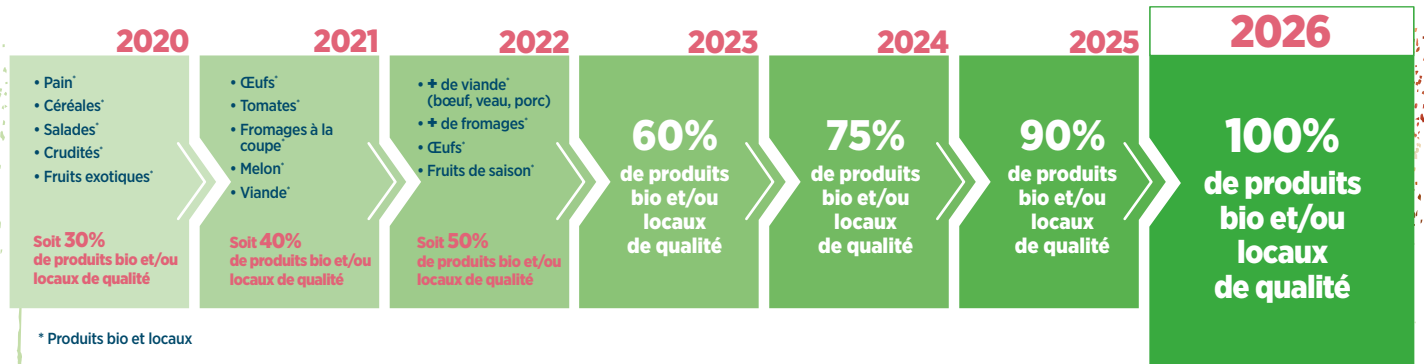 2020
• Pain*
• Céréales*
• Salades*
• Crudités*
• Fruits exotiques*
Soit 30%
de produits bio et/ou
locaux de qualité
2021
• Œufs*
• Tomates*
• Fromages à la
coupe*
• Melon*
• Viande*
Soit 40%
de produits bio et/ou
locaux de qualité
2022
• + de viande*
(bœuf, veau, porc)
• + de fromages*
• Œufs*
• Fruits de saison*
Soit 50%
de produits bio et/ou
locaux de qualité
2023
60%
de produits
bio et/ou
locaux
de qualité
2024
75%
de produits
bio et/ou
locaux
de qualité
2025
90%
de produits
bio et/ou
locaux
de qualité
2026
100%
de produits
bio et/ou
locaux
de qualité
* Produits bio et locaux